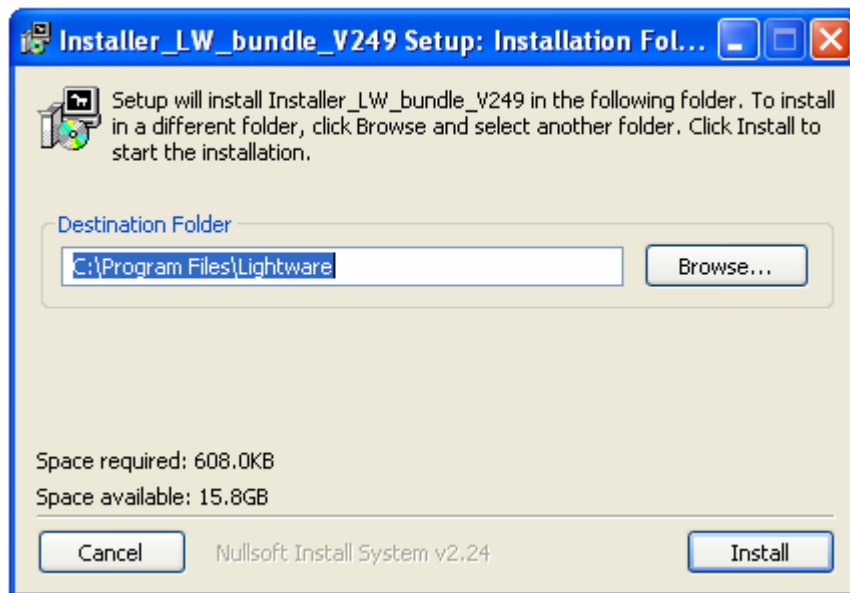 Installer_LW_bundle_V249 Setup: Installation Fol...
Setup will install Installer_LW_bundle_V249 in the following folder. To install
in a different folder, click Browse and select another folder. Click Install to
start the installation.
Destination Folder
C:\Program Files\Lightware
Browse...
Space required: 608.0KB
Space available: 15.8GB
Cancel
Nullsoft Install System v2.24
Install